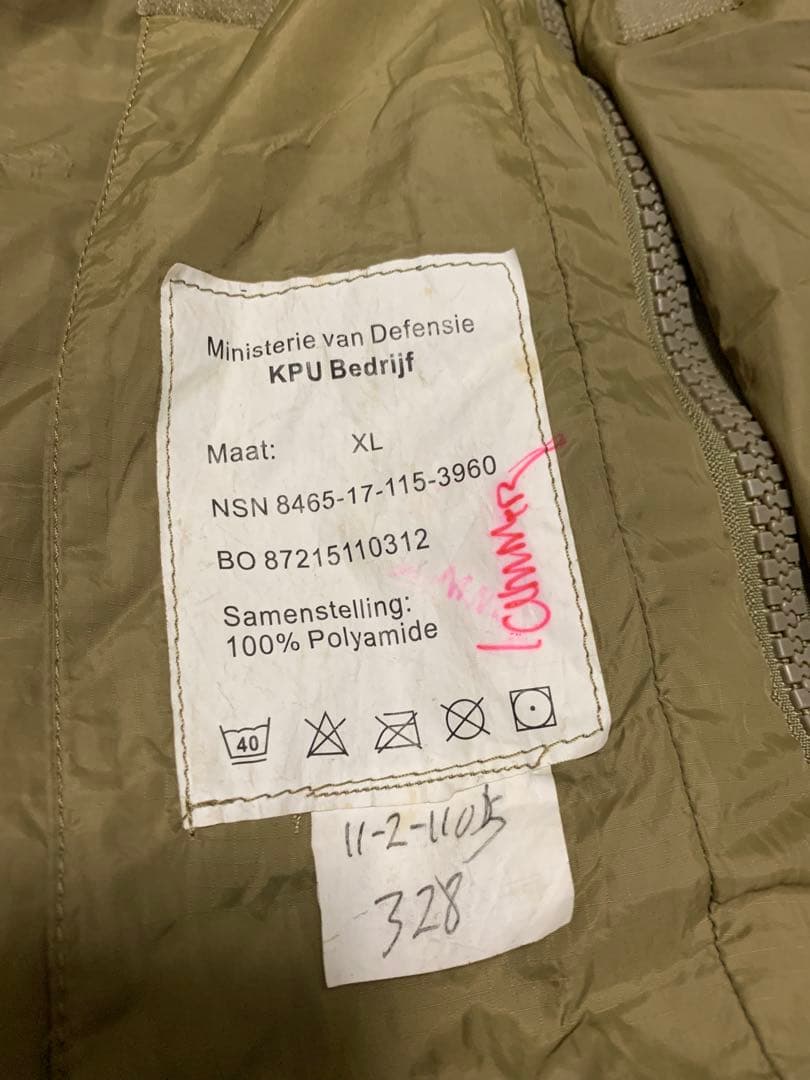 Ministerie van Defensie
KPU Bedrijf
Maat: XL
NSN 8465-17-115-3960
BO 87215110312
Samenstelling:
100% Polyamide
40
11-2-1105
328